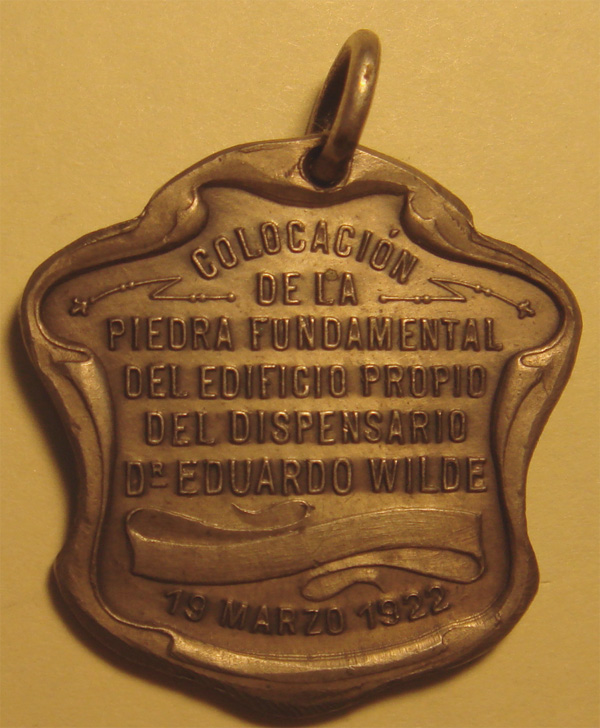 COLOCACIÓN
DE LA
PIEDRA FUNDAMENTAL
DEL EDIFICIO PROPIO
DEL DISPENSARIO
DR EDUARDO WILDE
19 MARZO 1922